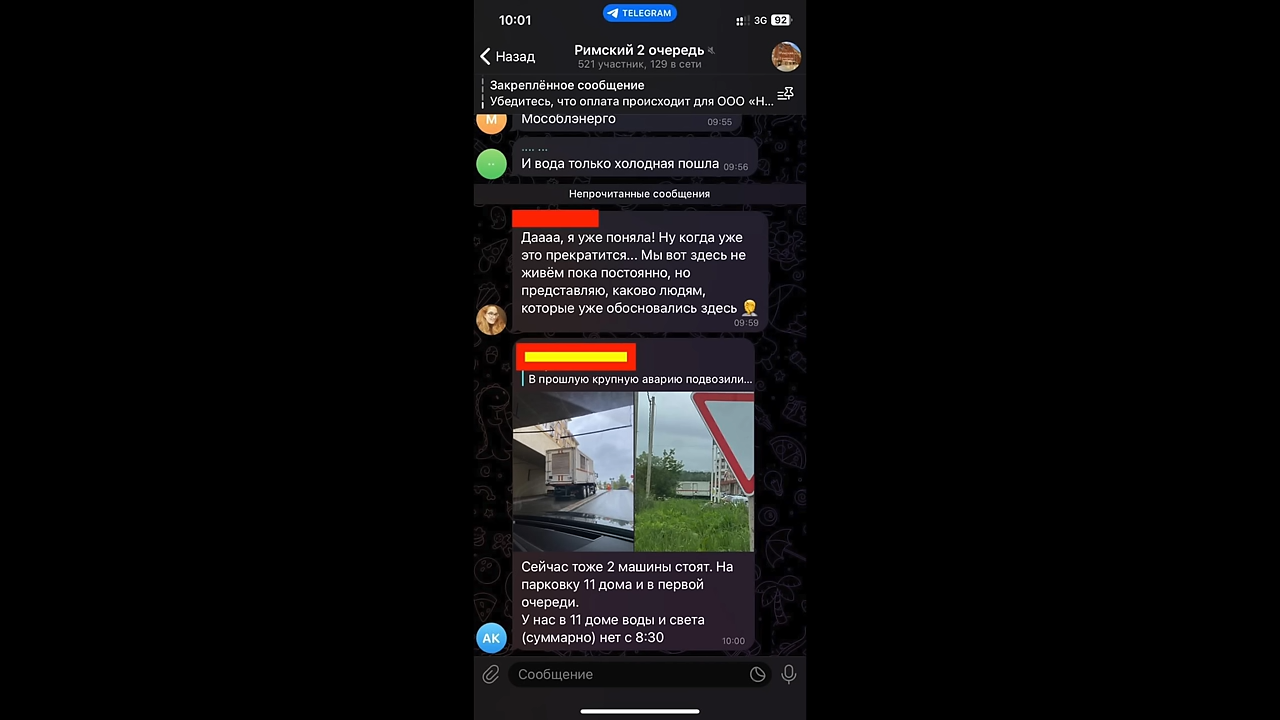 10:01
TELEGRAM
3G
92
Назад
Римский 2 очередь
521 участник, 129 в сети
Закреплённое сообщение
Убедитесь, что оплата происходит для ООО «Н...
М
Мособлэнерго
09:55
.... ...
И вода только холодная пошла
09:56
Непрочитанные сообщения
Даааа, я уже поняла! Ну когда уже
это прекратится... Мы вот здесь не
живём пока постоянно, но
представляю, каково людям,
которые уже обосновались здесь 🤦
09:59
В прошлую крупную аварию подвозили...
Сейчас тоже 2 машины стоят. На
парковку 11 дома и в первой
очереди.
У нас в 11 доме воды и света
(суммарно) нет с 8:30
10:00
АК
Сообщение